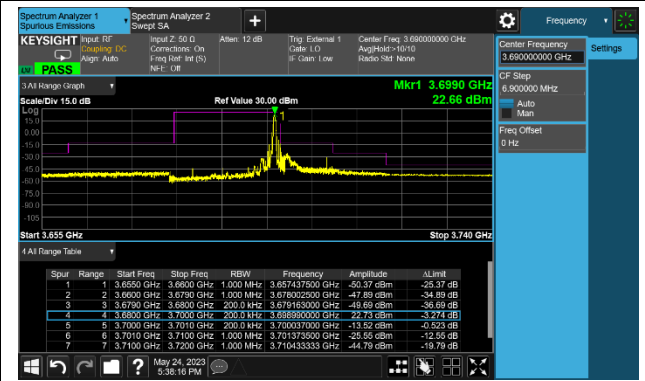 Spectrum Analyzer 1
Spurious Emissions
Spectrum Analyzer 2
Swept SA
+
Frequency
KEYSIGHT
Input: RF
Coupling: DC
Align: Auto
Input Z: 50 Ω
Corrections: On
Freq Ref: Int (S)
NFE: Off
Atten: 12 dB
Trig: External 1
Gate: LO
IF Gain: Low
Center Freq: 3.690000000 GHz
Avg|Hold:>10/10
Radio Std: None
PASS
Center Frequency
3.690000000 GHz
Settings
CF Step
6.900000 MHz
Auto
Man
Freq Offset
0 Hz
3 All Range Graph
Mkr1 3.6990 GHz
Scale/Div 15.0 dB
Ref Value 30.00 dBm
22.66 dBm
Log
15.0
0.00
-15.0
-30.0
-45.0
-60.0
-75.0
-90.0
-105
1
Start 3.655 GHz
Stop 3.740 GHz
4 All Range Table
Spur Range Start Freq Stop Freq RBW Frequency Amplitude ΔLimit
1 1 3.6550 GHz 3.6600 GHz 1.000 MHz 3.657437500 GHz -50.37 dBm -25.37 dB
2 2 3.6600 GHz 3.6790 GHz 1.000 MHz 3.678002500 GHz -47.89 dBm -34.89 dB
3 3 3.6790 GHz 3.6800 GHz 200.0 kHz 3.679163000 GHz -49.69 dBm -36.69 dB
4 4 3.6800 GHz 3.7000 GHz 200.0 kHz 3.698990000 GHz 22.73 dBm -3.274 dB
5 5 3.7000 GHz 3.7010 GHz 200.0 kHz 3.700037000 GHz -13.52 dBm -0.523 dB
6 6 3.7010 GHz 3.7100 GHz 1.000 MHz 3.701373500 GHz -25.55 dBm -12.55 dB
7 7 3.7100 GHz 3.7200 GHz 1.000 MHz 3.710433333 GHz -44.79 dBm -19.79 dB
?
May 24, 2023
5:38:16 PM